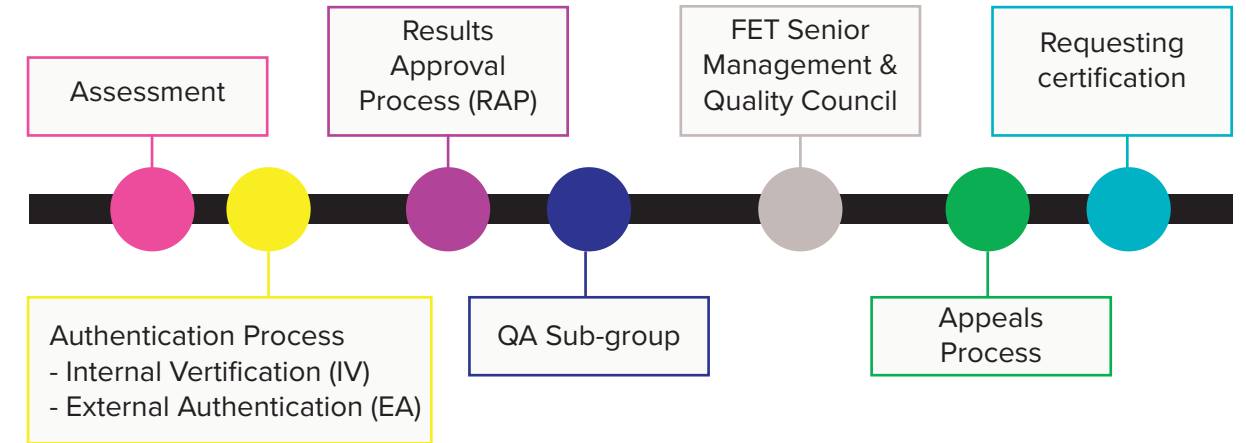 Assessment
Results
Approval
Process (RAP)
FET Senior
Management &
Quality Council
Requesting
certification
Authentication Process
- Internal Vertification (IV)
- External Authentication (EA)
QA Sub-group
Appeals
Process